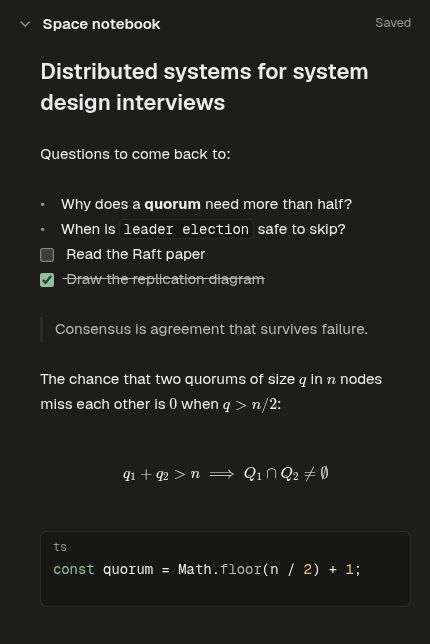 Space notebook
Saved
Distributed systems for system
design interviews
Questions to come back to:
• Why does a quorum need more than half?
• When is leader election safe to skip?
Read the Raft paper
Draw the replication diagram
Consensus is agreement that survives failure.
The chance that two quorums of size q in n nodes
miss each other is 0 when q > n/2:
q₁ + q₂ > n ⟹ Q₁ ∩ Q₂ ≠ ∅
ts
const quorum = Math.floor(n / 2) + 1;